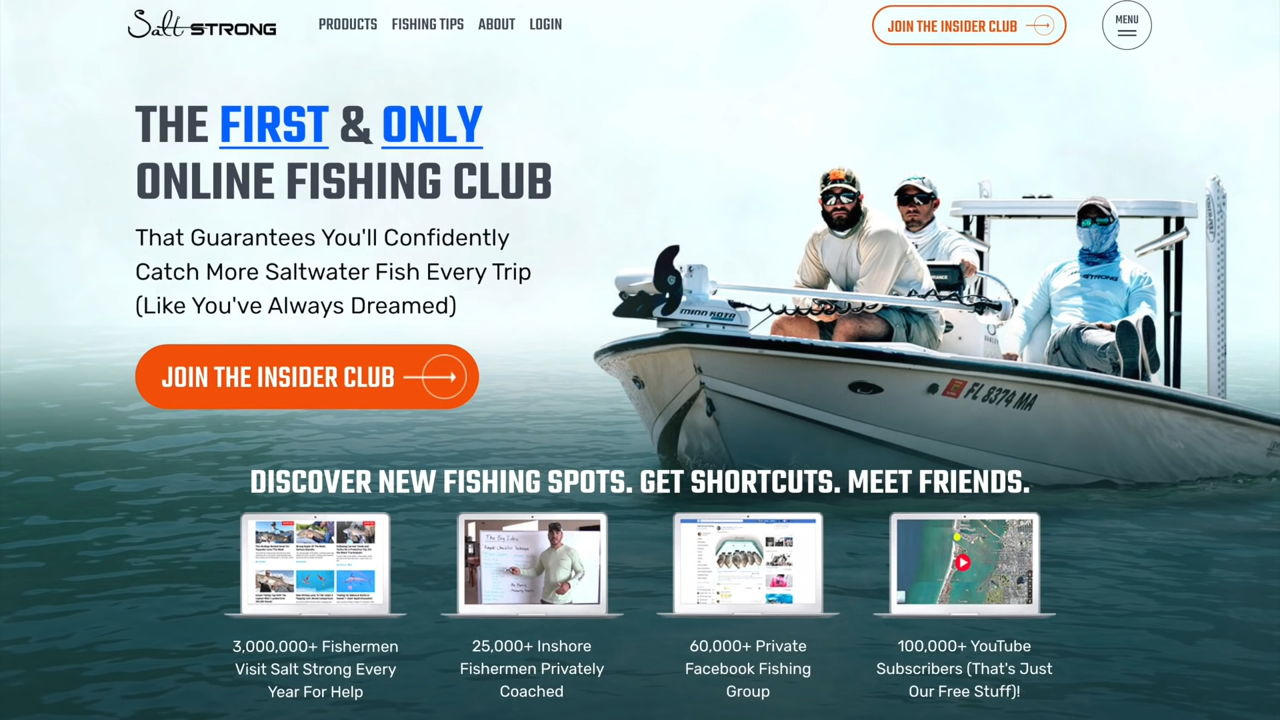 Salt STRONG
PRODUCTS FISHING TIPS ABOUT LOGIN
JOIN THE INSIDER CLUB
MENU
THE FIRST & ONLY
ONLINE FISHING CLUB
That Guarantees You'll Confidently
Catch More Saltwater Fish Every Trip
(Like You've Always Dreamed)
JOIN THE INSIDER CLUB
MINN KOTA
STRONG
FL 8374 MA
DISCOVER NEW FISHING SPOTS. GET SHORTCUTS. MEET FRIENDS.
The Big Idea
3,000,000+ Fishermen
Visit Salt Strong Every
Year For Help
25,000+ Inshore
Fishermen Privately
Coached
60,000+ Private
Facebook Fishing
Group
100,000+ YouTube
Subscribers (That's Just
Our Free Stuff)!